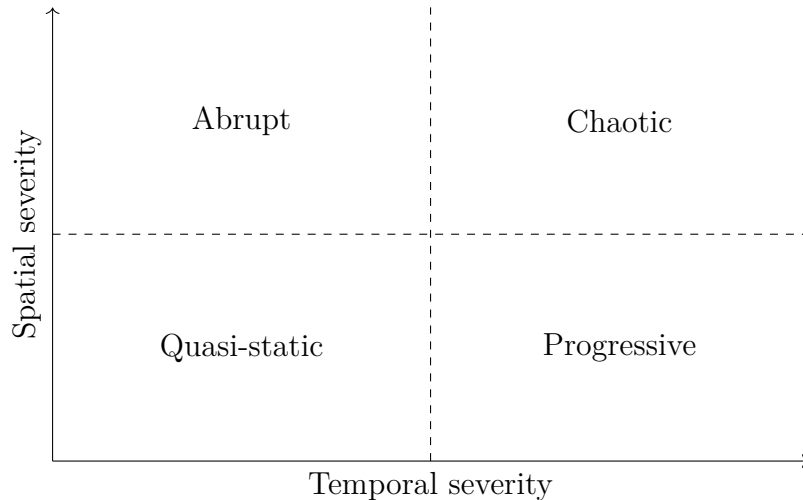 Abrupt
Chaotic
Spatial severity
Quasi-static
Progressive
Temporal severity